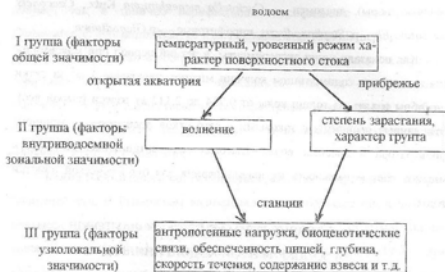 водоем
I группа (факторы общей значимости)
температурный, уровенный режим ха-
рактер поверхностного стока
открытая акватория
прибрежье
II группа (факторы внутриводоемной зональной значимости)
волнение
степень зарастания,
характер грунта
станции
III группа (факторы узколокальной значимости)
антропогенные нагрузки, биоценотические
связи, обеспеченность пищей, глубина,
скорость течения, содержание взвеси и т.д.